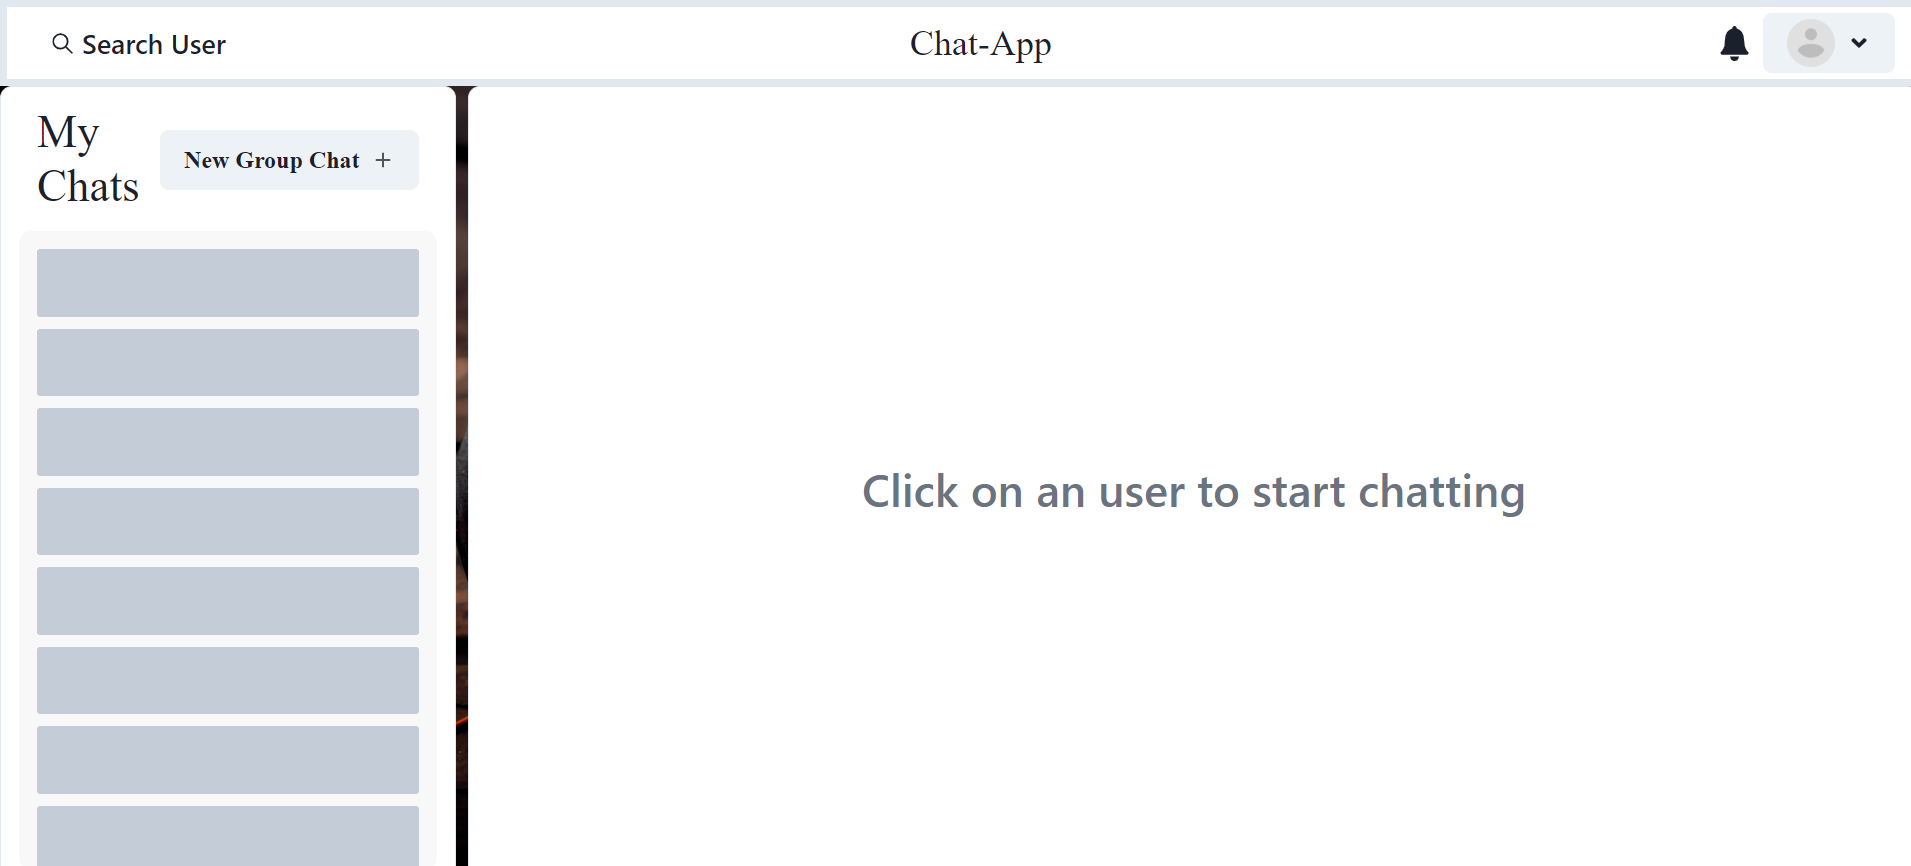 Search User
Chat-App
My
Chats
New Group Chat +
Click on an user to start chatting